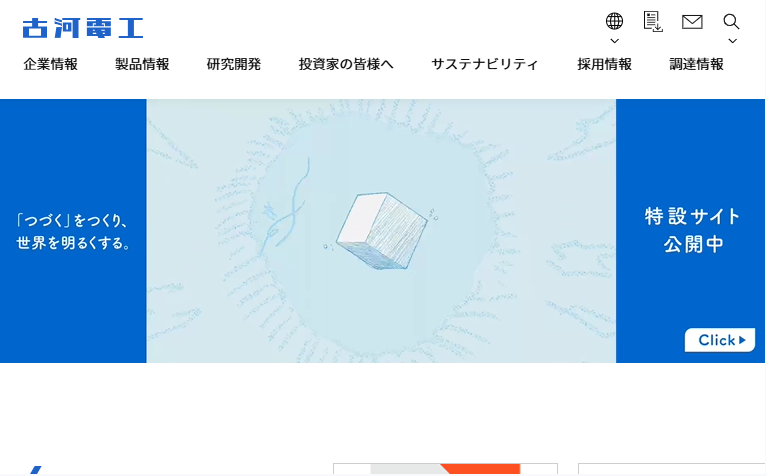 古河電工
企業情報
製品情報
研究開発
投資家の皆様へ
サステナビリティ
採用情報
調達情報
「つづく」をつくり、
世界を明るくする。
特設サイト
公開中
Click